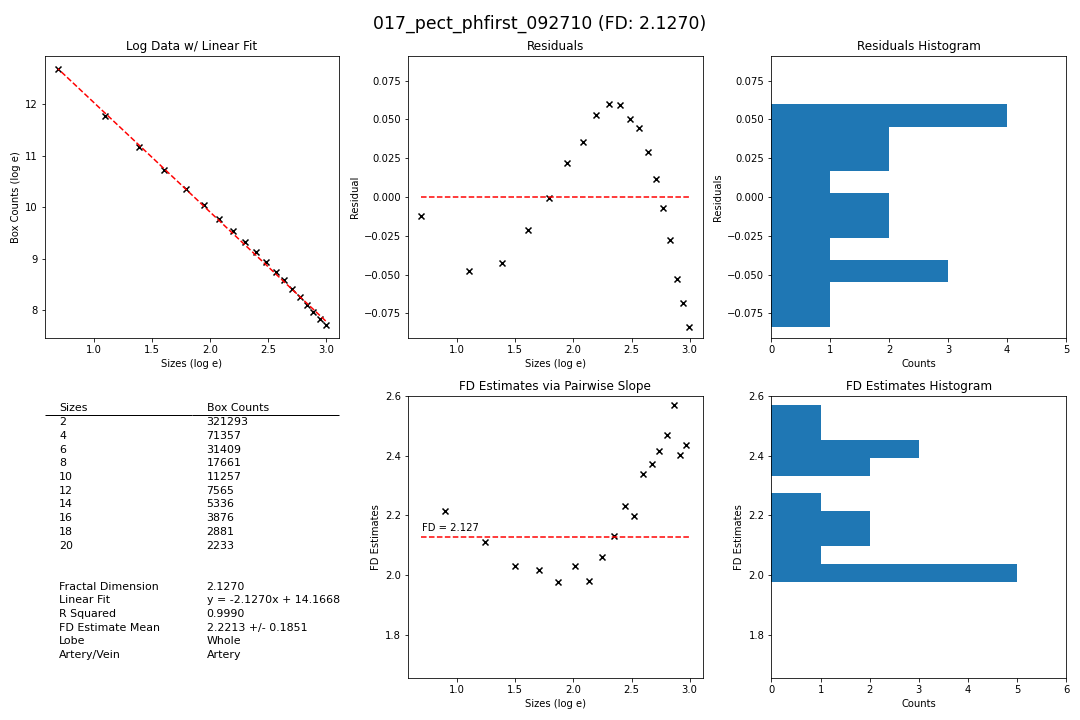 017_pect_phfirst_092710 (FD: 2.1270)
Log Data w/ Linear Fit
Box Counts (log e)
12
11
10
9
8
1.0 1.5 2.0 2.5 3.0
Sizes (log e)
Residuals
Residual
0.075
0.050
0.025
0.000
−0.025
−0.050
−0.075
1.0 1.5 2.0 2.5 3.0
Sizes (log e)
Residuals Histogram
Residuals
0.075
0.050
0.025
0.000
−0.025
−0.050
−0.075
0 1 2 3 4 5
Counts
Sizes Box Counts
2 321293
4 71357
6 31409
8 17661
10 11257
12 7565
14 5336
16 3876
18 2881
20 2233
Fractal Dimension 2.1270
Linear Fit y = -2.1270x + 14.1668
R Squared 0.9990
FD Estimate Mean 2.2213 +/- 0.1851
Lobe Whole
Artery/Vein Artery
FD Estimates via Pairwise Slope
FD Estimates
2.6
2.4
2.2
2.0
1.8
FD = 2.127
1.0 1.5 2.0 2.5 3.0
Sizes (log e)
FD Estimates Histogram
FD Estimates
2.6
2.4
2.2
2.0
1.8
0 1 2 3 4 5 6
Counts